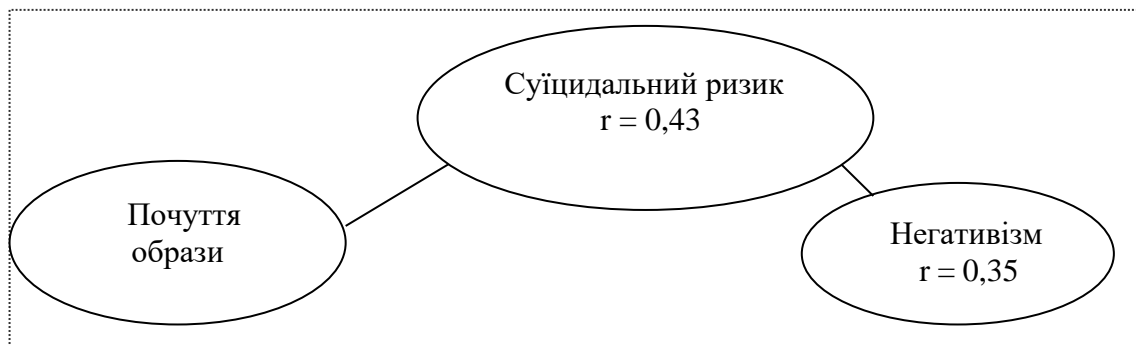 Суїцидальний ризик
r = 0,43
Почуття
образи
Негативізм
r = 0,35